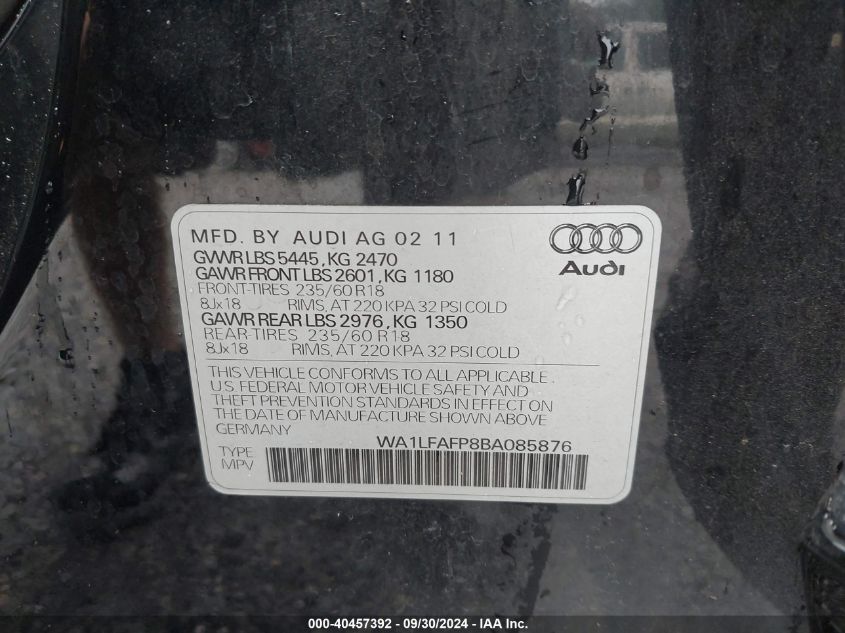 MFD. BY AUDI AG 02 11
GVWR LBS 5445, KG 2470
GAWR FRONT LBS 2601, KG 1180
FRONT-TIRES 235/60 R18
8Jx18 RIMS, AT 220 KPA 32 PSI COLD
GAWR REAR LBS 2976, KG 1350
REAR-TIRES 235/60 R18
8Jx18 RIMS, AT 220 KPA 32 PSI COLD
Audi
THIS VEHICLE CONFORMS TO ALL APPLICABLE
U.S. FEDERAL MOTOR VEHICLE SAFETY AND
THEFT PREVENTION STANDARDS IN EFFECT ON
THE DATE OF MANUFACTURE SHOWN ABOVE
GERMANY
WA1LFAFP8BA085876
TYPE
MPV
000-40457392 - 09/30/2024 - IAA Inc.